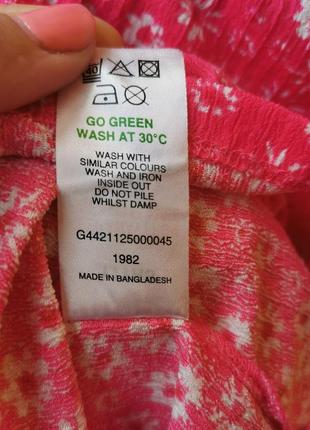 40
GO GREEN
WASH AT 30°C
WASH WITH
SIMILAR COLOURS
WASH AND IRON
INSIDE OUT
DO NOT PILE
WHILST DAMP
G4421125000045
1982
MADE IN BANGLADESH